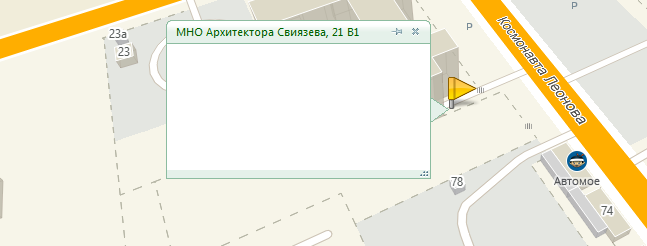 P
P
23а
МНО Архитектора Свиязева, 21 В1
Космонавта Леонова
23
Автомое
78
74